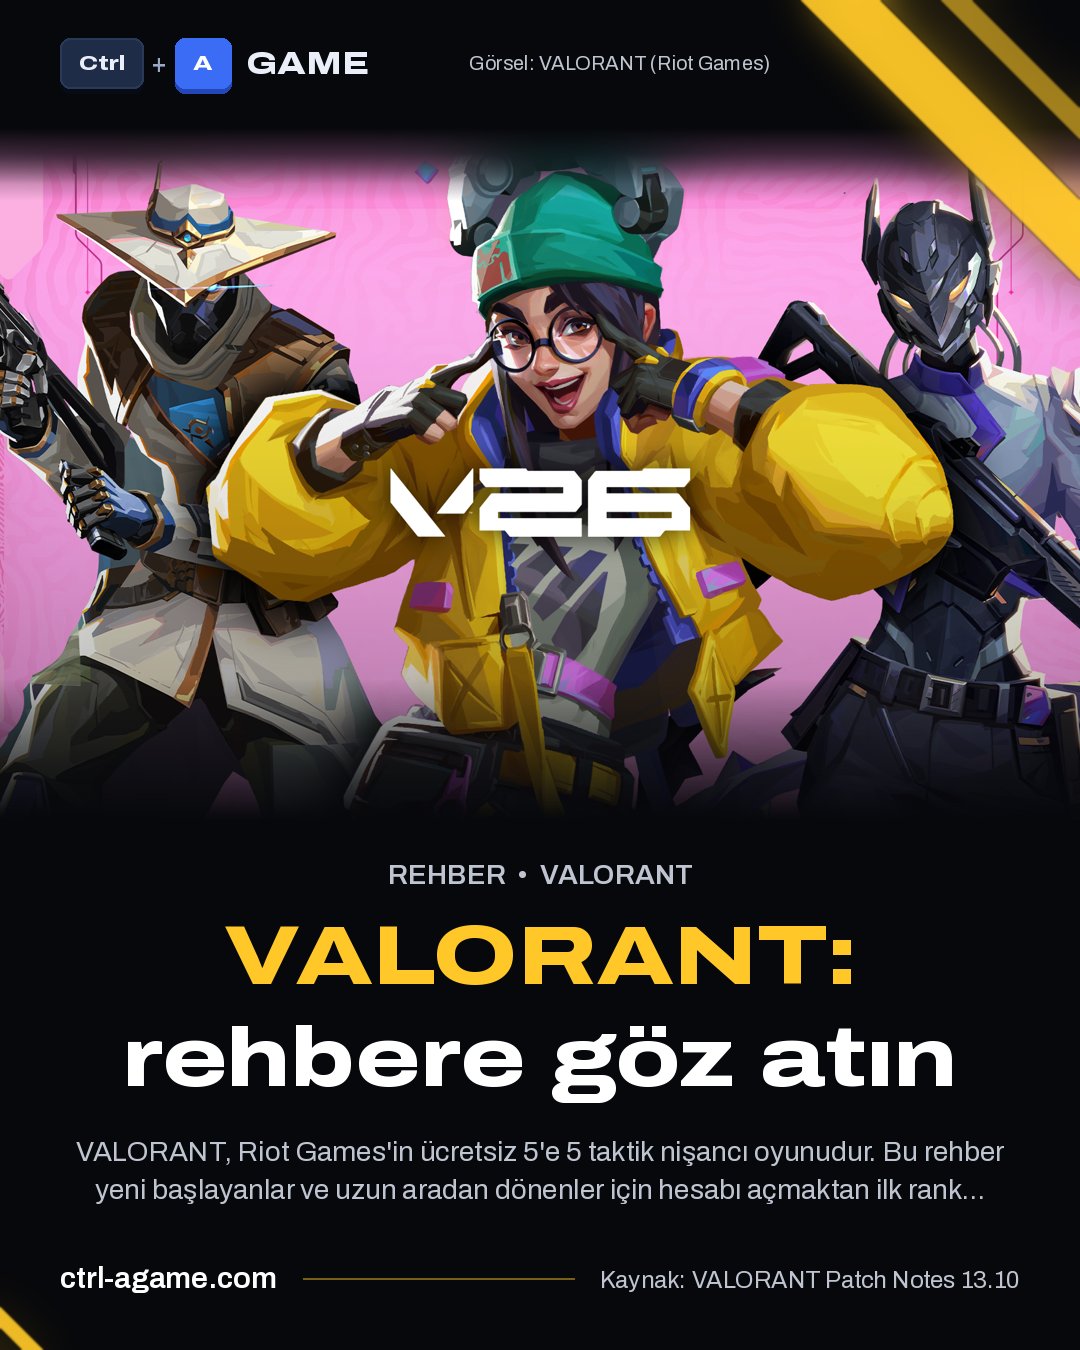 Ctrl + A GAME
Görsel: VALORANT (Riot Games)
V26
REHBER • VALORANT
VALORANT:
rehbere göz atın
VALORANT, Riot Games'in ücretsiz 5'e 5 taktik nişancı oyunudur. Bu rehber
yeni başlayanlar ve uzun aradan dönenler için hesabı açmaktan ilk rank...
ctrl-agame.com
Kaynak: VALORANT Patch Notes 13.10